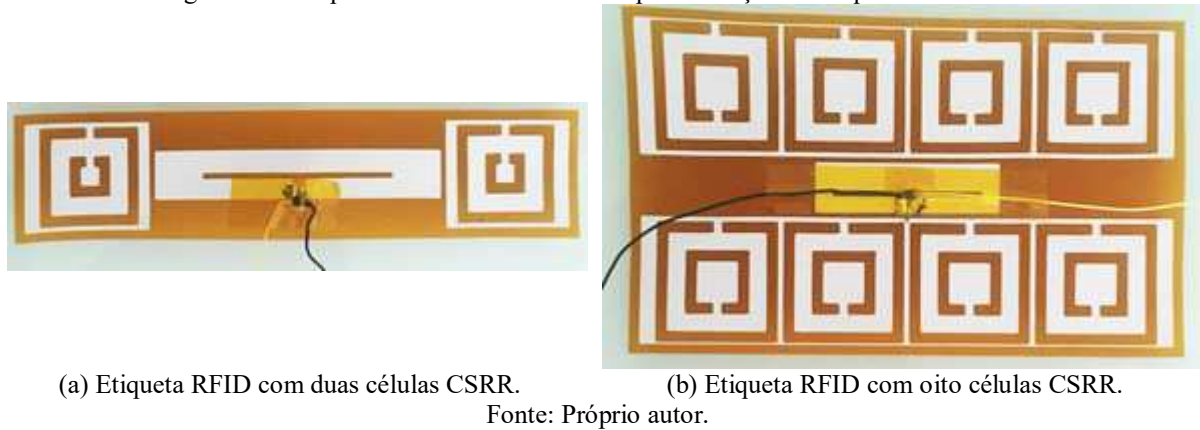 (a) Etiqueta RFID com duas células CSRR.
(b) Etiqueta RFID com oito células CSRR.
Fonte: Próprio autor.